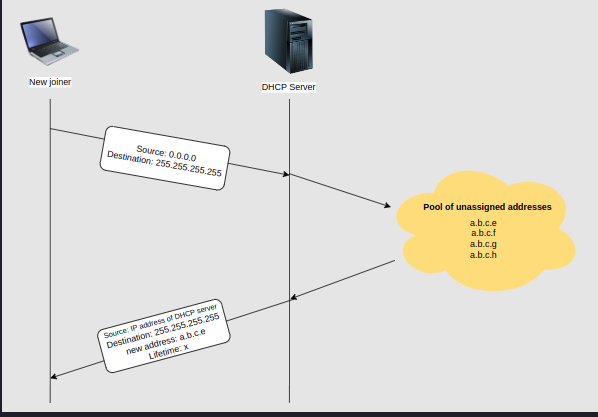 New joiner
DHCP Server
Source: 0.0.0.0
Destination: 255.255.255.255
Pool of unassigned addresses
a.b.c.e
a.b.c.f
a.b.c.g
a.b.c.h
Source: IP address of DHCP server
Destination: 255.255.255.255
new address: a.b.c.e
Lifetime: x